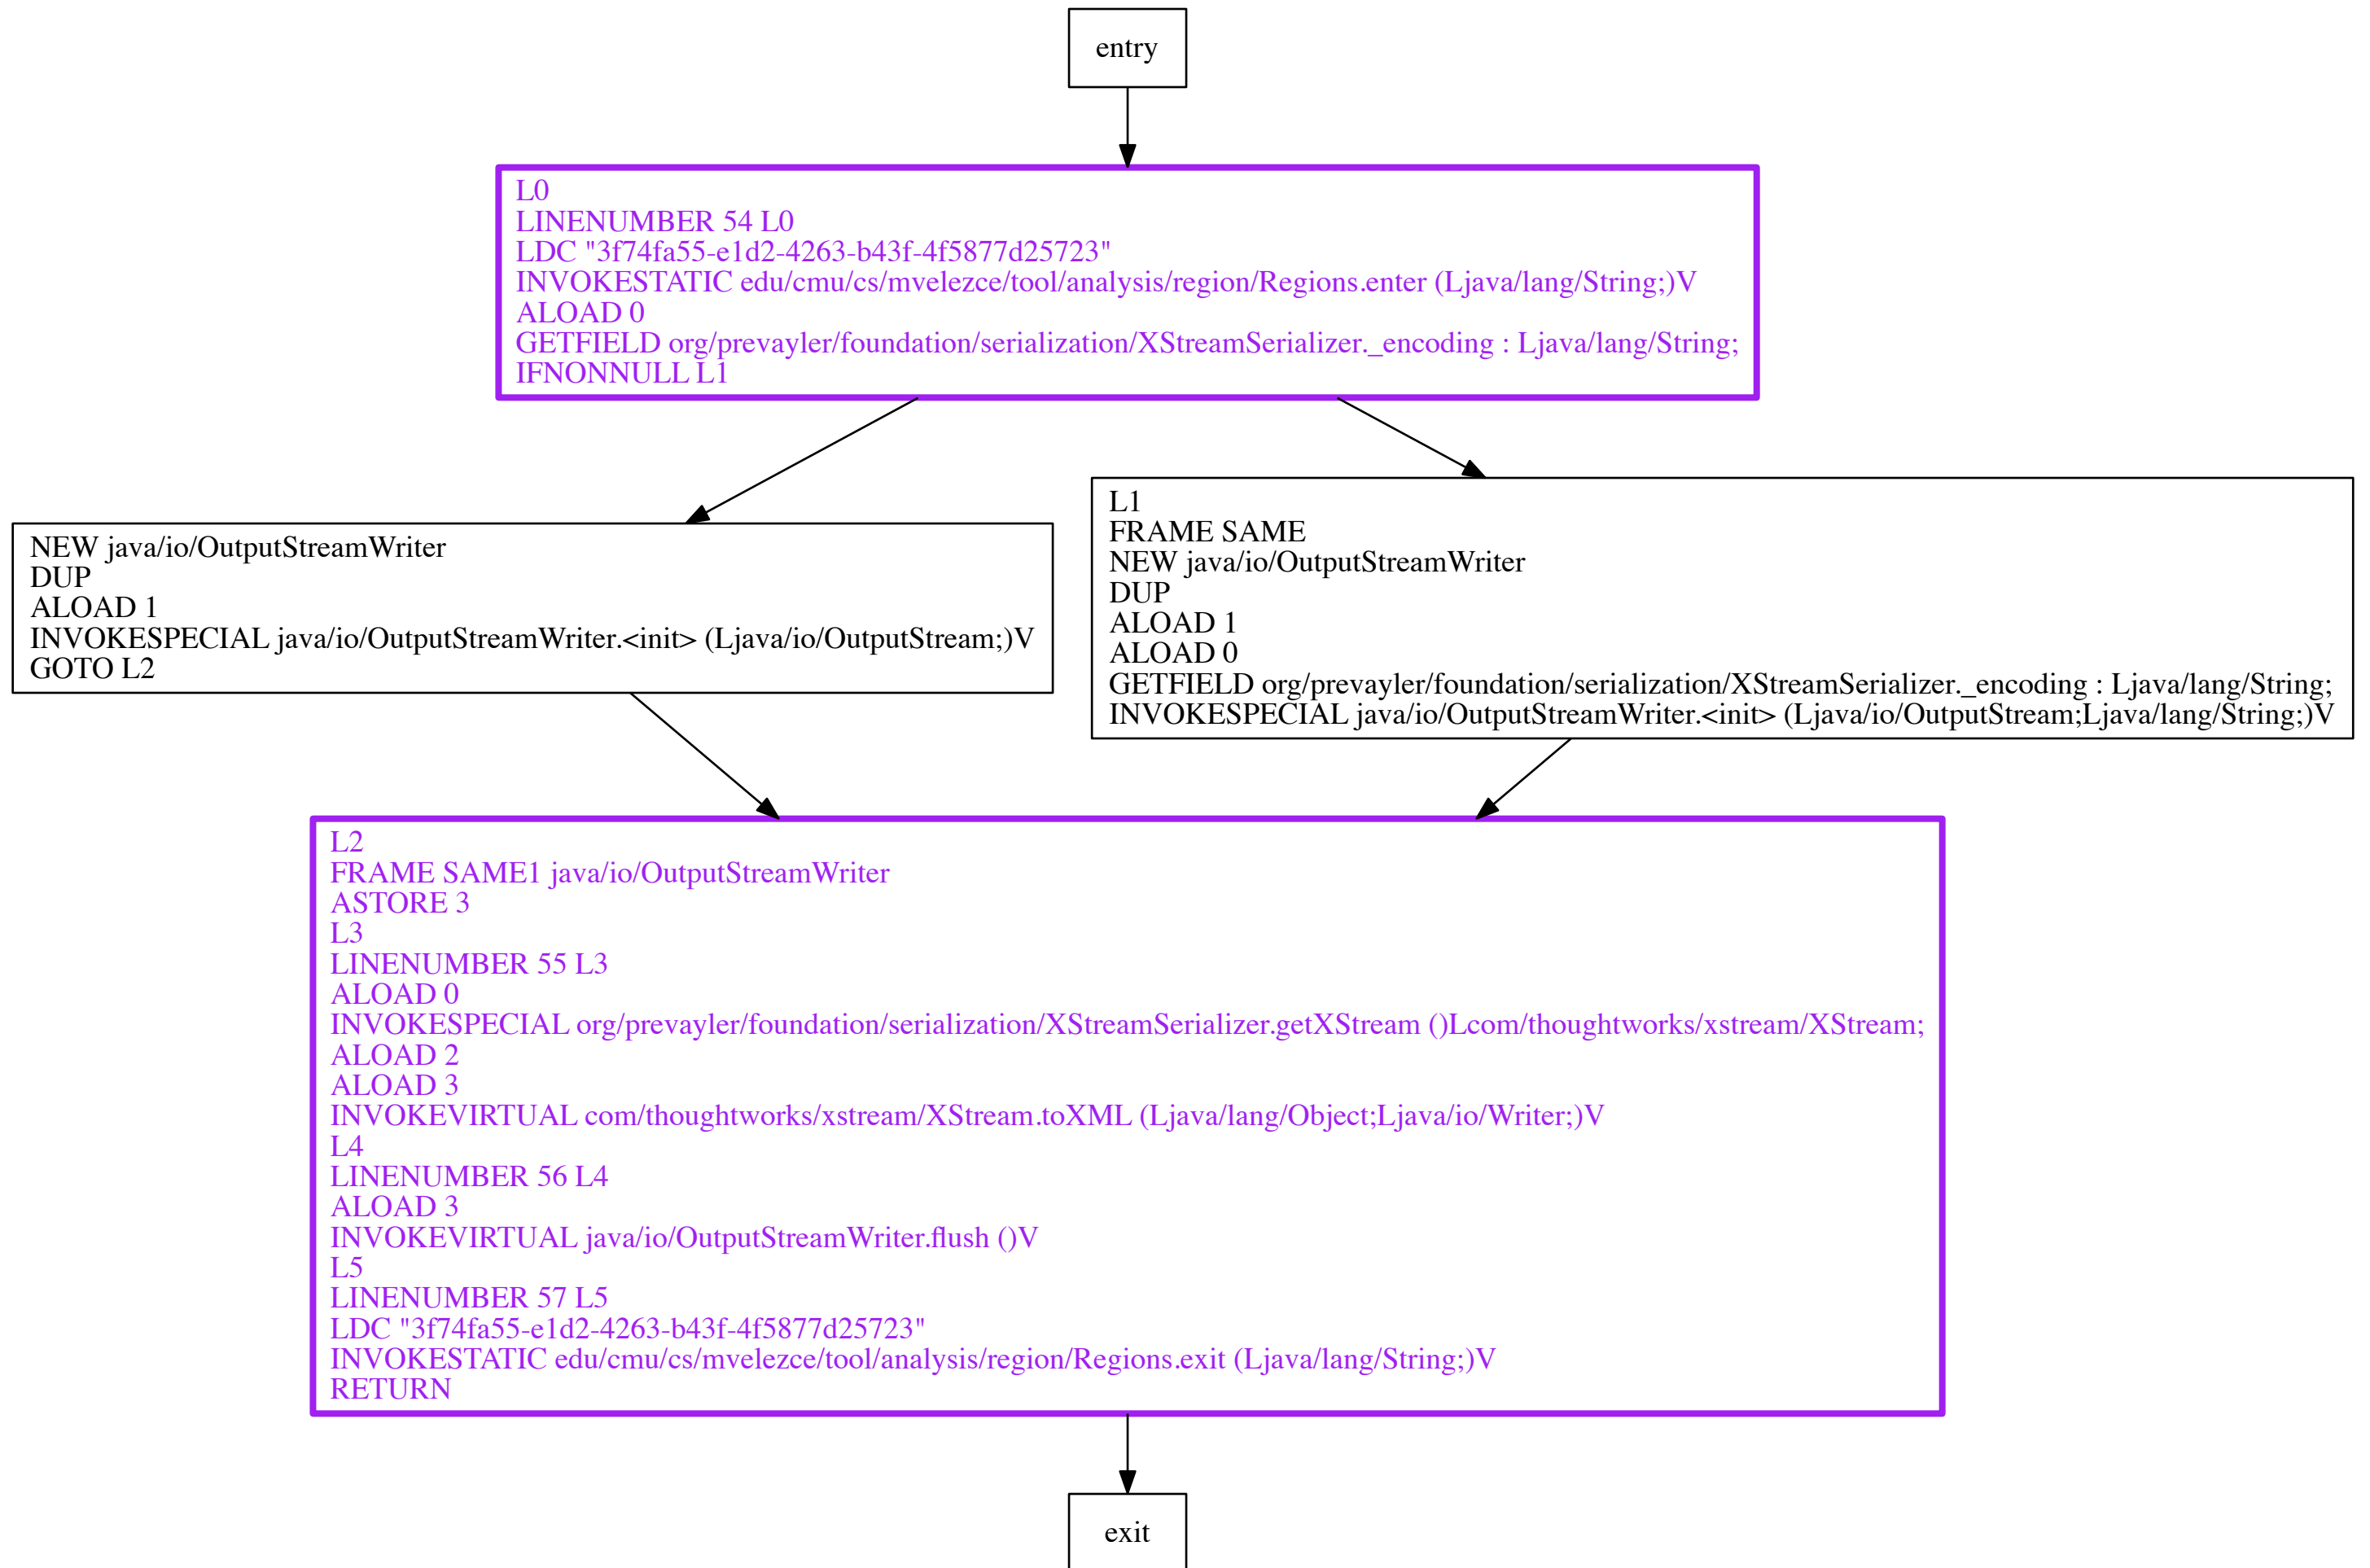 entry
L0
LINENUMBER 54 L0
LDC "3f74fa55-e1d2-4263-b43f-4f5877d25723"
INVOKESTATIC edu/cmu/cs/mvelezce/tool/analysis/region/Regions.enter (Ljava/lang/String;)V
ALOAD 0
GETFIELD org/prevayler/foundation/serialization/XStreamSerializer._encoding : Ljava/lang/String;
IFNONNULL L1
NEW java/io/OutputStreamWriter
DUP
ALOAD 1
INVOKESPECIAL java/io/OutputStreamWriter.<init> (Ljava/io/OutputStream;)V
GOTO L2
L1
FRAME SAME
NEW java/io/OutputStreamWriter
DUP
ALOAD 1
ALOAD 0
GETFIELD org/prevayler/foundation/serialization/XStreamSerializer._encoding : Ljava/lang/String;
INVOKESPECIAL java/io/OutputStreamWriter.<init> (Ljava/io/OutputStream;Ljava/lang/String;)V
L2
FRAME SAME1 java/io/OutputStreamWriter
ASTORE 3
L3
LINENUMBER 55 L3
ALOAD 0
INVOKESPECIAL org/prevayler/foundation/serialization/XStreamSerializer.getXStream ()Lcom/thoughtworks/xstream/XStream;
ALOAD 2
ALOAD 3
INVOKEVIRTUAL com/thoughtworks/xstream/XStream.toXML (Ljava/lang/Object;Ljava/io/Writer;)V
L4
LINENUMBER 56 L4
ALOAD 3
INVOKEVIRTUAL java/io/OutputStreamWriter.flush ()V
L5
LINENUMBER 57 L5
LDC "3f74fa55-e1d2-4263-b43f-4f5877d25723"
INVOKESTATIC edu/cmu/cs/mvelezce/tool/analysis/region/Regions.exit (Ljava/lang/String;)V
RETURN
exit